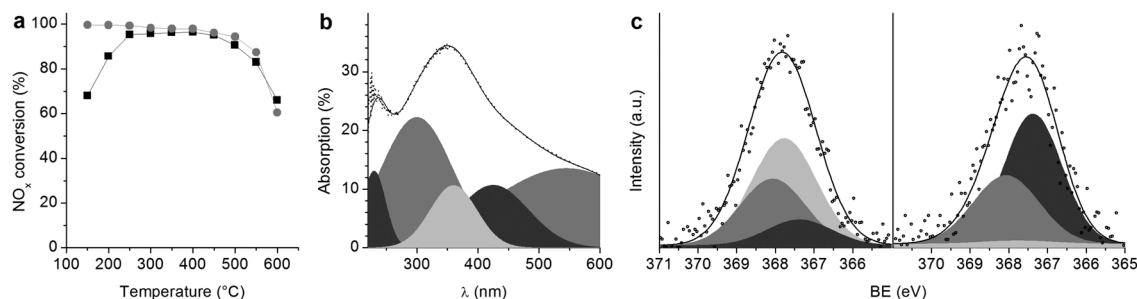 a
100
80
60
40
20
0
NOx conversion (%)
100 200 300 400 500 600
Temperature (°C)
b
30
20
10
0
Absorption (%)
300 400 500 600
λ (nm)
c
Intensity (a.u.)
371 370 369 368 367 366
370 369 368 367 366 365
BE (eV)